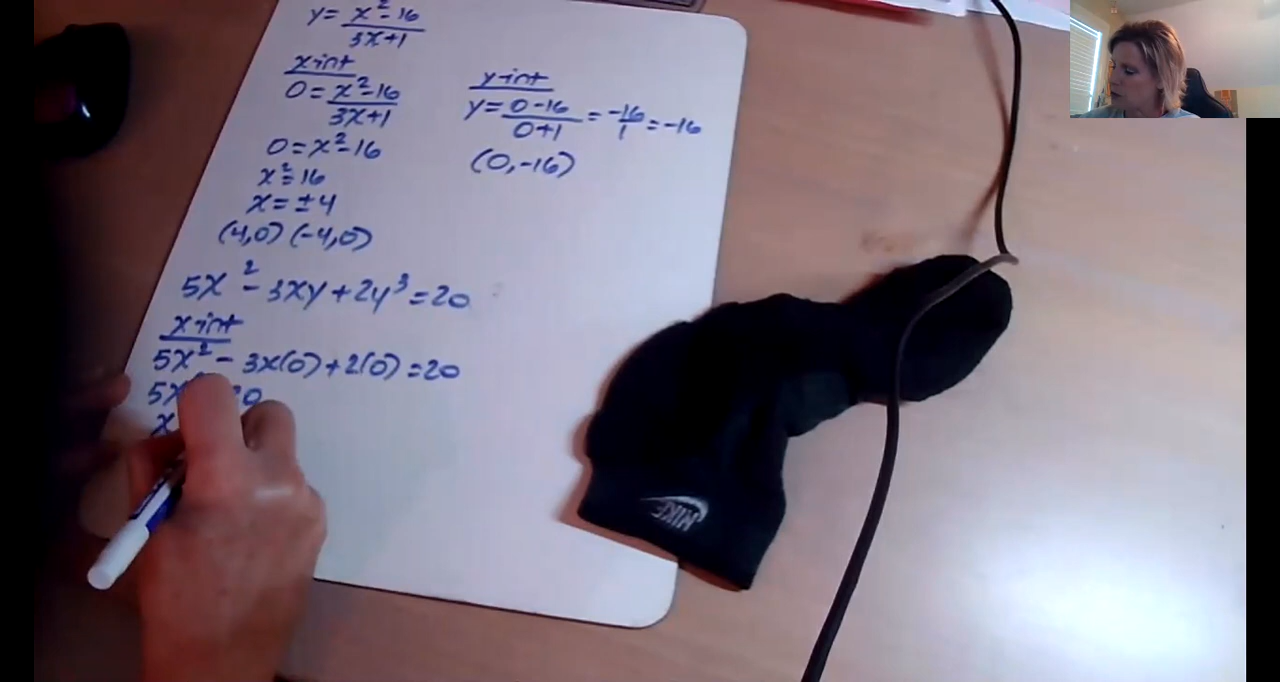 y = x² - 16 / 3x + 1
x-int
0 = x² - 16 / 3x + 1
0 = x² - 16
x² = 16
x = ± 4
(4,0) (-4,0)
y-int
y = 0 - 16 / 0 + 1 = -16 / 1 = -16
(0, -16)
5x² - 3xy + 2y³ = 20
x-int
5x² - 3x(0) + 2(0) = 20
5x 20
x
NIKE